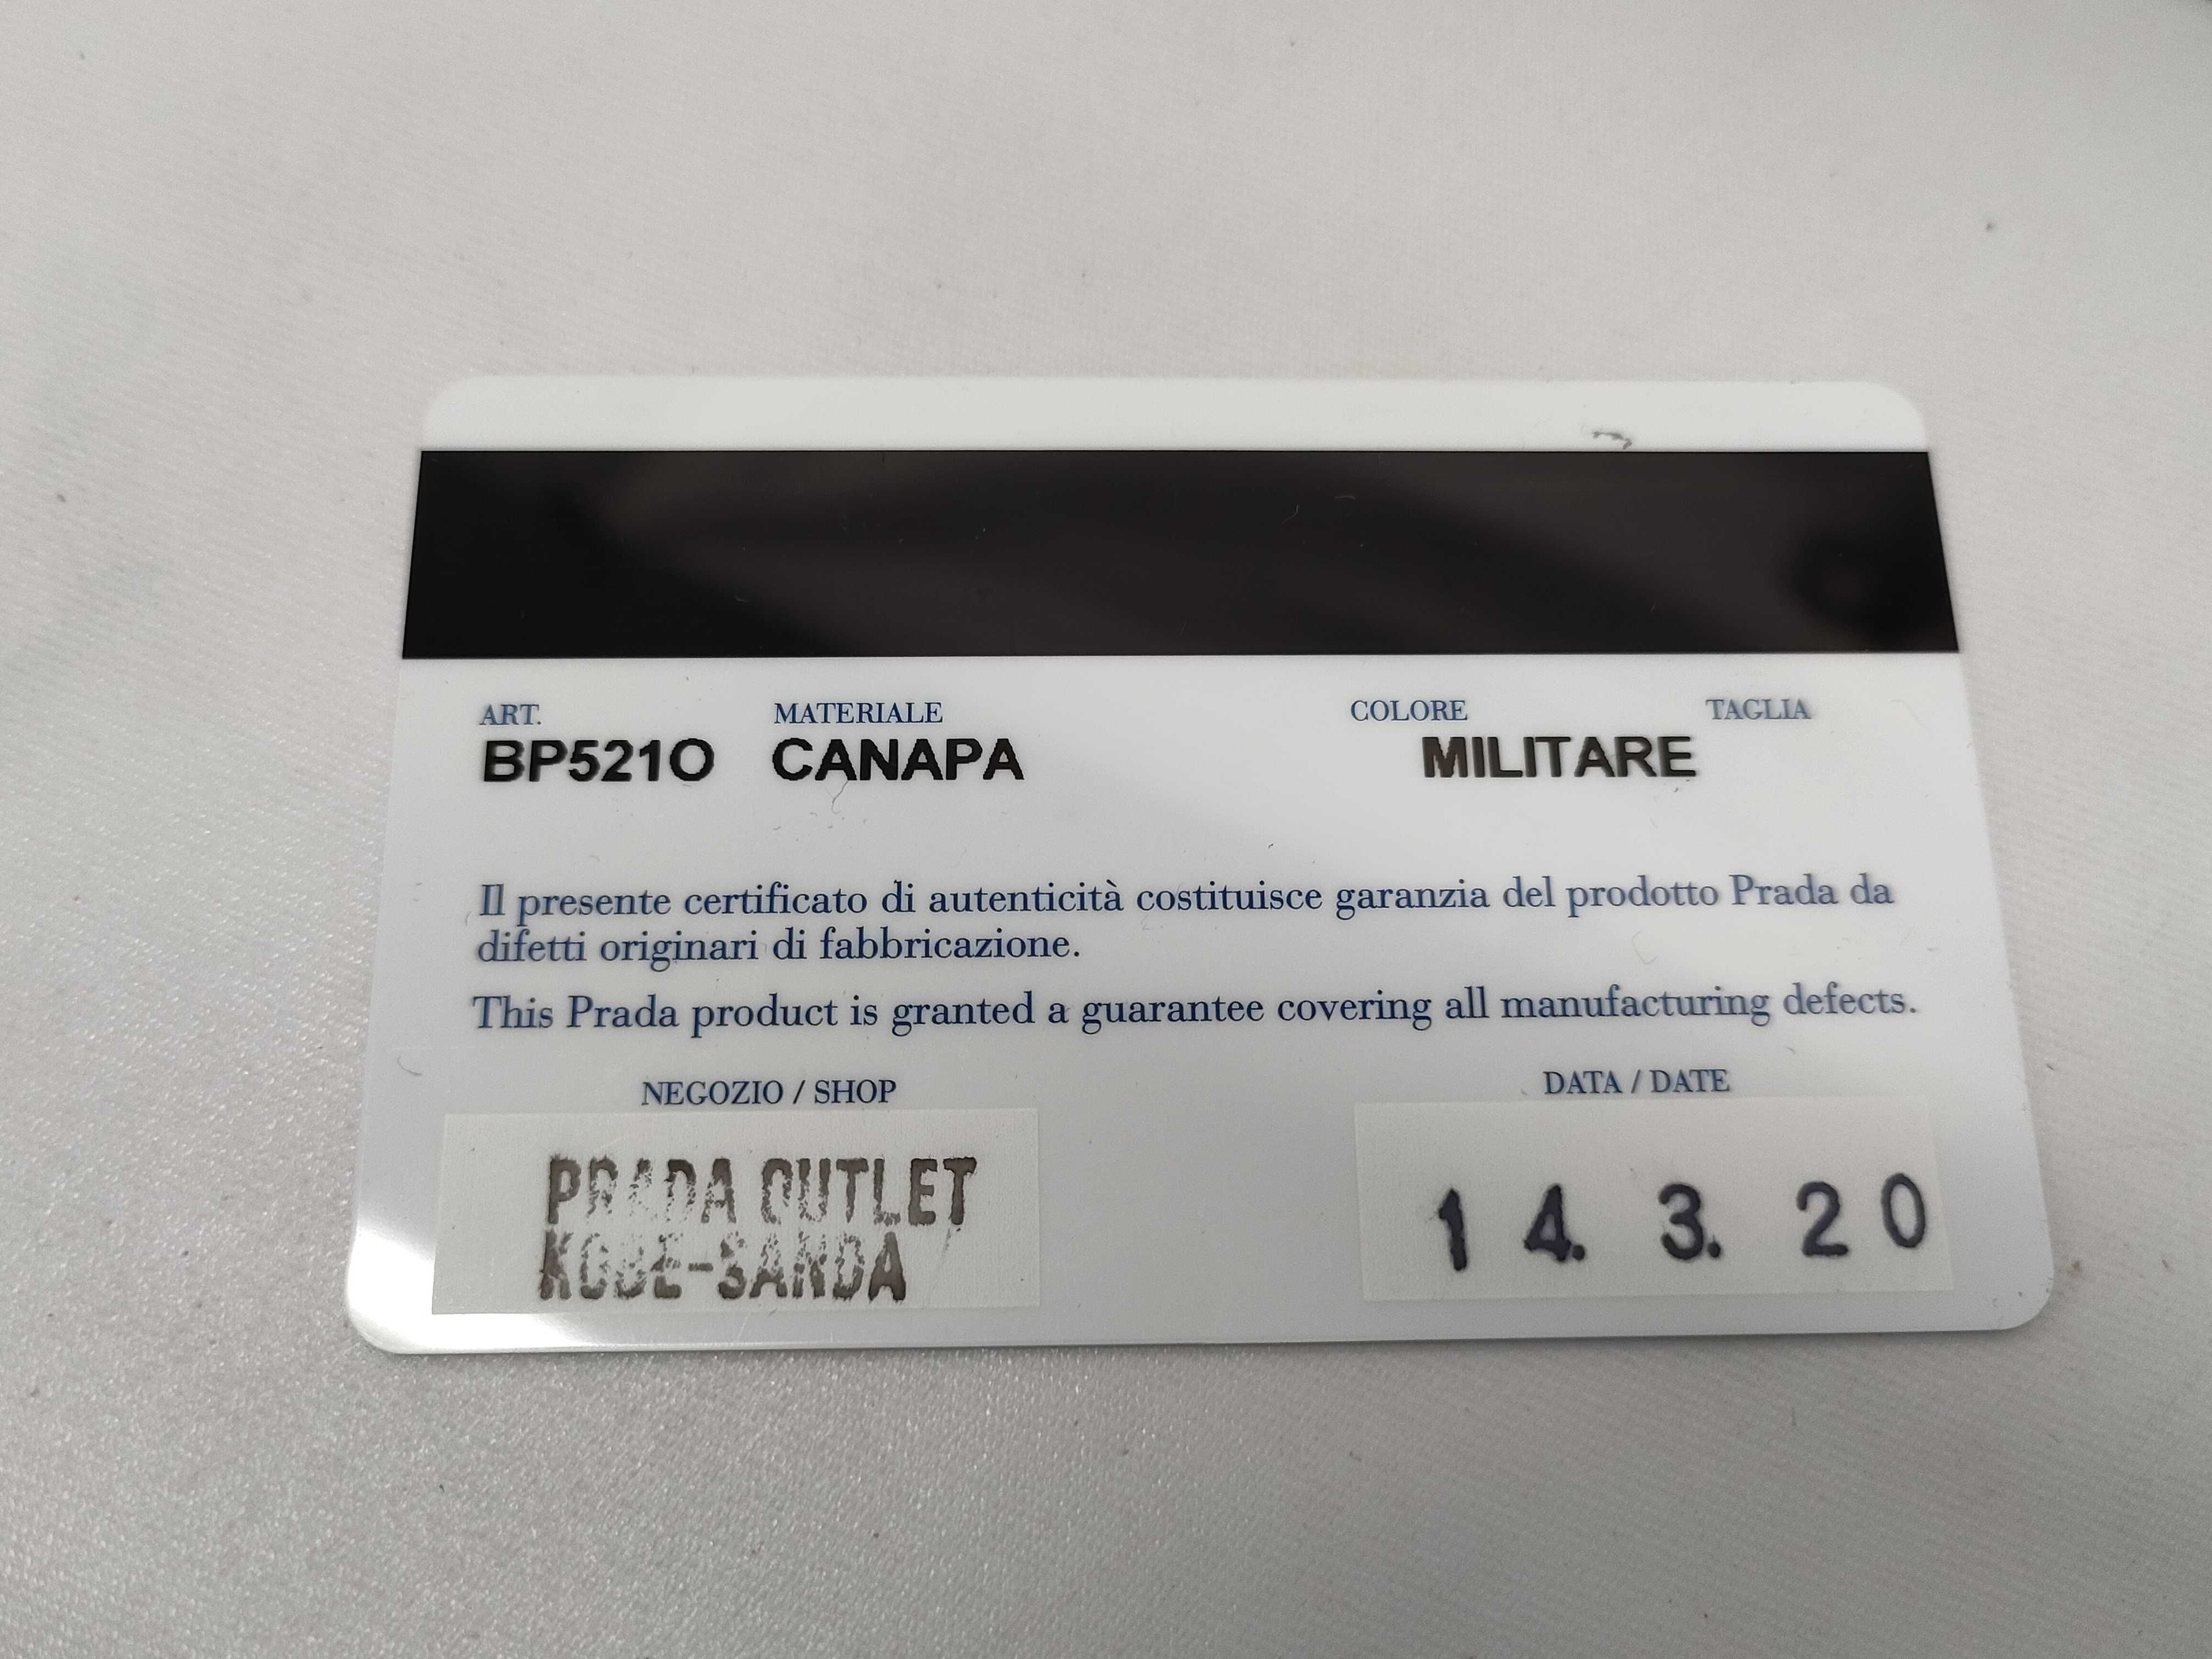 ART. MATERIALE COLORE TAGLIA
BP521O CANAPA MILITARE
Il presente certificato di autenticità costituisce garanzia del prodotto Prada da
difetti originari di fabbricazione.
This Prada product is granted a guarantee covering all manufacturing defects.
NEGOZIO / SHOP DATA / DATE
PRADA OUTLET
KOBE-SANDA
14. 3. 20